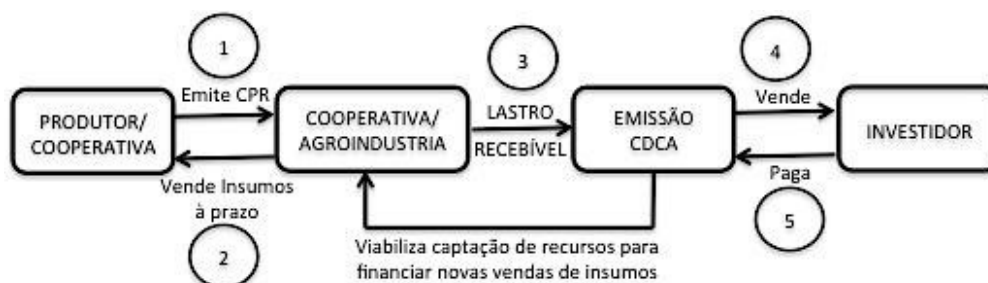 1
Emite CPR
PRODUTOR/
COOPERATIVA
Vende Insumos
à prazo
2
COOPERATIVA/
AGROINDUSTRIA
3
LASTRO
RECEBÍVEL
EMISSÃO
CDCA
4
Vende
Paga
5
INVESTIDOR
Viabiliza captação de recursos para
financiar novas vendas de insumos